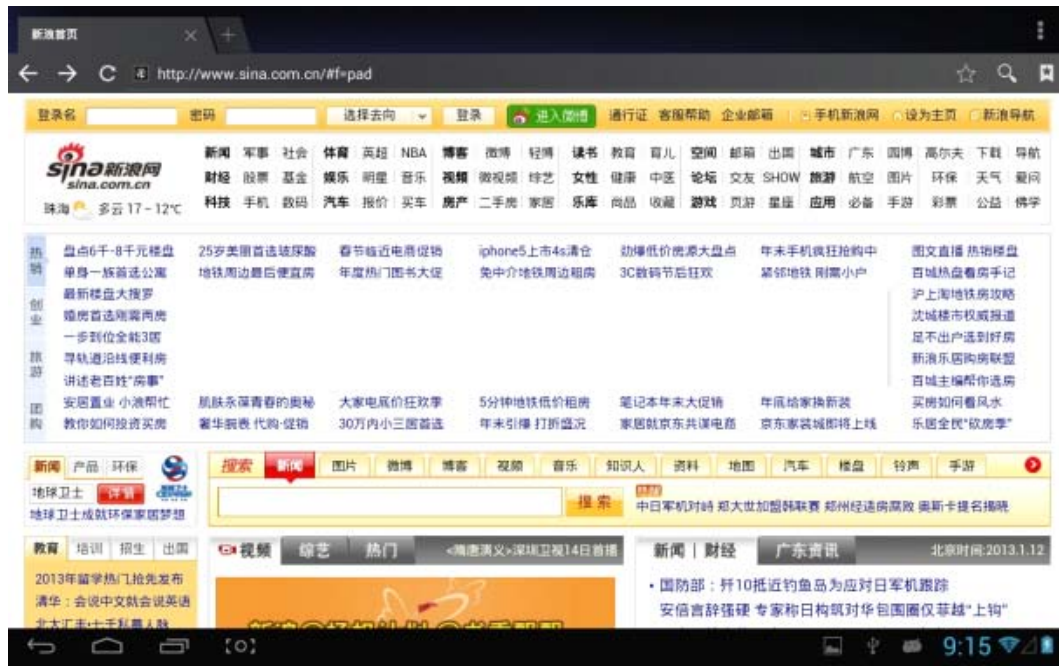 新浪首页
http://www.sina.com.cn/#f=pad
登录名 密码 选择去向 登录 进入微博 通行证 客服帮助 企业邮箱 手机新浪网 设为主页 新浪导航
sina新浪网
sina.com.cn
珠海 多云 17 - 12℃
新闻 军事 社会 体育 英超 NBA 博客 微博 轻博 读书 教育 育儿 空间 邮箱 出国 城市 广东 四博 高尔夫 下载 导航
财经 股票 基金 娱乐 明星 音乐 视频 微视频 综艺 女性 健康 中医 论坛 交友 SHOW 旅游 航空 图片 环保 天气 爱问
科技 手机 数码 汽车 报价 买车 房产 二手房 家居 乐库 尚品 收藏 游戏 页游 星座 应用 必备 手游 彩票 公益 佛学
热销
创业
旅游
团购
盘点6千-8千元楼盘 25岁美丽首选玻尿酸 春节临近电商促销 iphone5上市4s清仓 劲爆低价房源大盘点 年末手机疯狂抢购中 图文直播 热销楼盘
单身一族首选公寓 地铁周边最后便宜房 年度热门图书大促 免中介地铁周边租房 3C数码节后狂欢 紧邻地铁 刚需小户 百城热盘看房手记
最新楼盘大搜罗 沪上淘地铁房攻略
婚房首选刚需两房 沈城楼市权威报道
一步到位全能3居 足不出户选到好房
寻轨道沿线便利房 新浪乐居购房联盟
讲述老百姓"房事" 百城主编帮你选房
安居置业 小浪帮忙 肌肤永葆青春的奥秘 大家电底价狂欢季 5分钟地铁低价租房 笔记本年末大促销 年底给家换新装 买房如何看风水
教你如何投资买房 奢华腕表 代购·促销 30万内小三居首选 年末引爆 打折盛况 家居就京东共谋电商 京东家装城即将上线 乐居全民"砍房季"
新闻 产品 环保
地球卫士 详情
地球卫士成就环保家居梦想
搜索 新闻 图片 微博 博客 视频 音乐 知识人 资料 地图 汽车 楼盘 铃声 手游
搜索
中日军机对峙 郑大世加盟韩联赛 郑州经适房腐败 奥斯卡提名揭晓
教育 培训 招生 出国
2013年留学热门抢先发布
清华：会说中文就会说英语
视频 综艺 热门 <隋唐演义>深圳卫视14日首播
新闻 | 财经 广东资讯 北京时间:2013.1.12
国防部：歼10抵近钓鱼岛为应对日军机跟踪
安倍言辞强硬 专家称日构筑对华包围圈仅菲越"上钩"
9:15